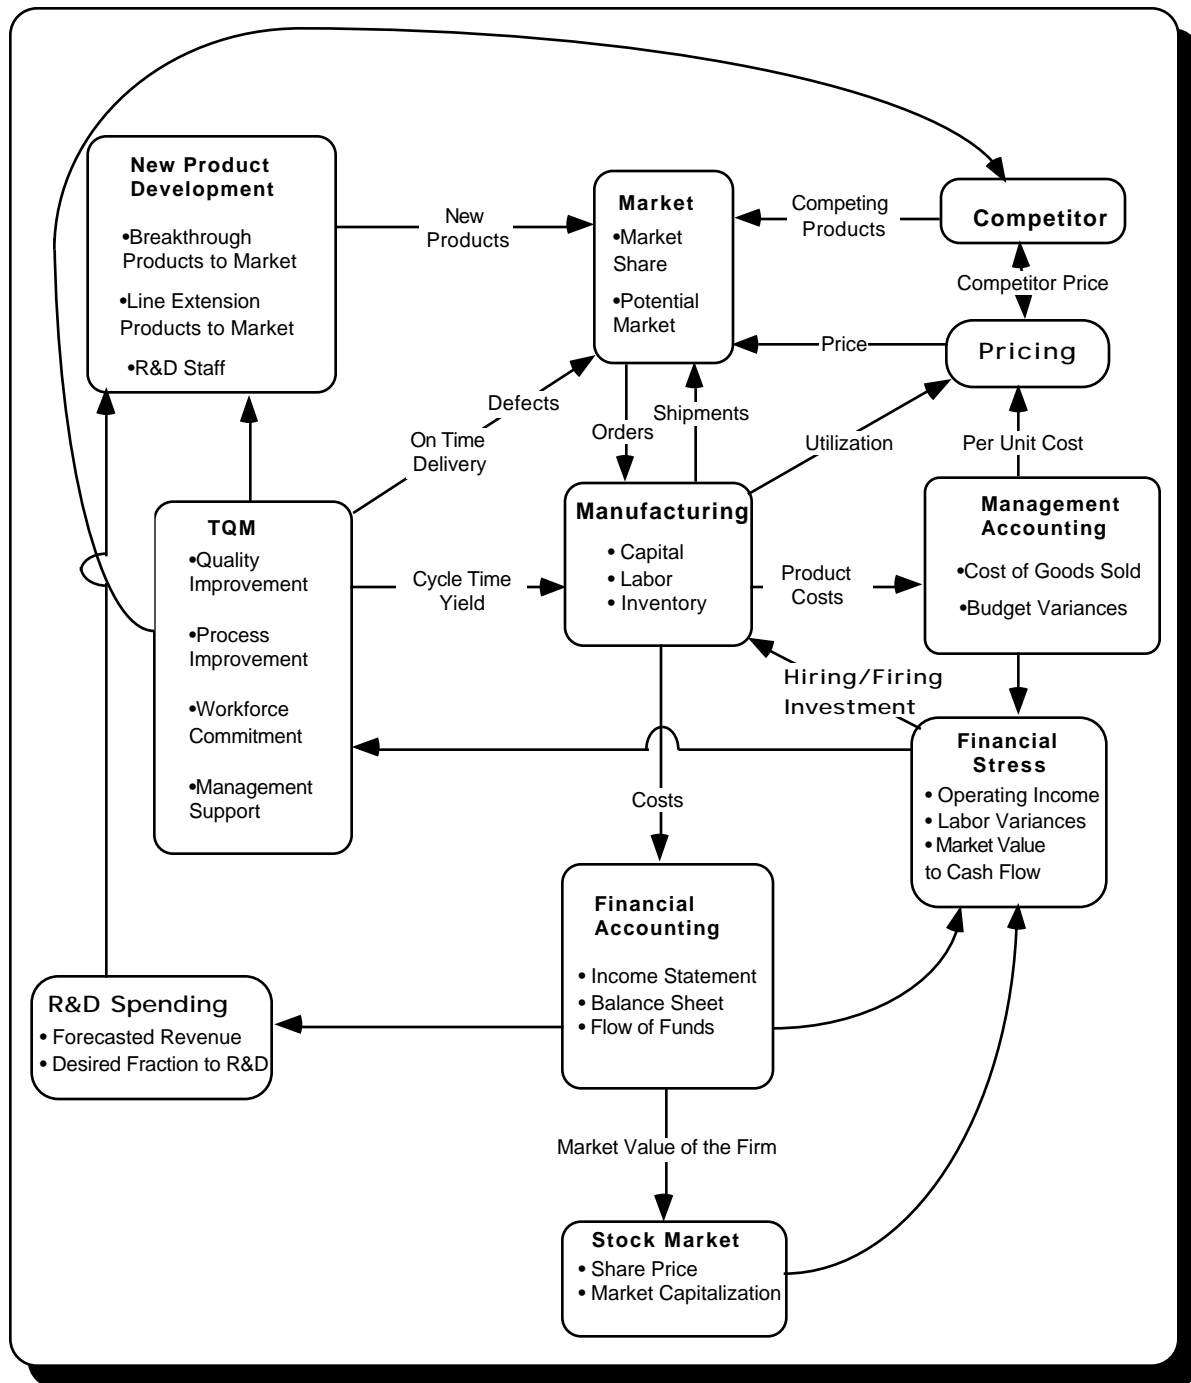 New Product
Development
•Breakthrough
Products to Market
•Line Extension
Products to Market
•R&D Staff
New
Products
Market
•Market
Share
•Potential
Market
Competing
Products
Competitor
Competitor Price
Price
Pricing
Defects
On Time
Delivery
Orders
Shipments
Utilization
Per Unit Cost
TQM
•Quality
Improvement
•Process
Improvement
•Workforce
Commitment
•Management
Support
Cycle Time
Yield
Manufacturing
• Capital
• Labor
• Inventory
Product
Costs
Management
Accounting
•Cost of Goods Sold
•Budget Variances
Hiring/Firing
Investment
Financial
Stress
• Operating Income
• Labor Variances
• Market Value
to Cash Flow
Costs
Financial
Accounting
• Income Statement
• Balance Sheet
• Flow of Funds
R&D Spending
• Forecasted Revenue
• Desired Fraction to R&D
Market Value of the Firm
Stock Market
• Share Price
• Market Capitalization